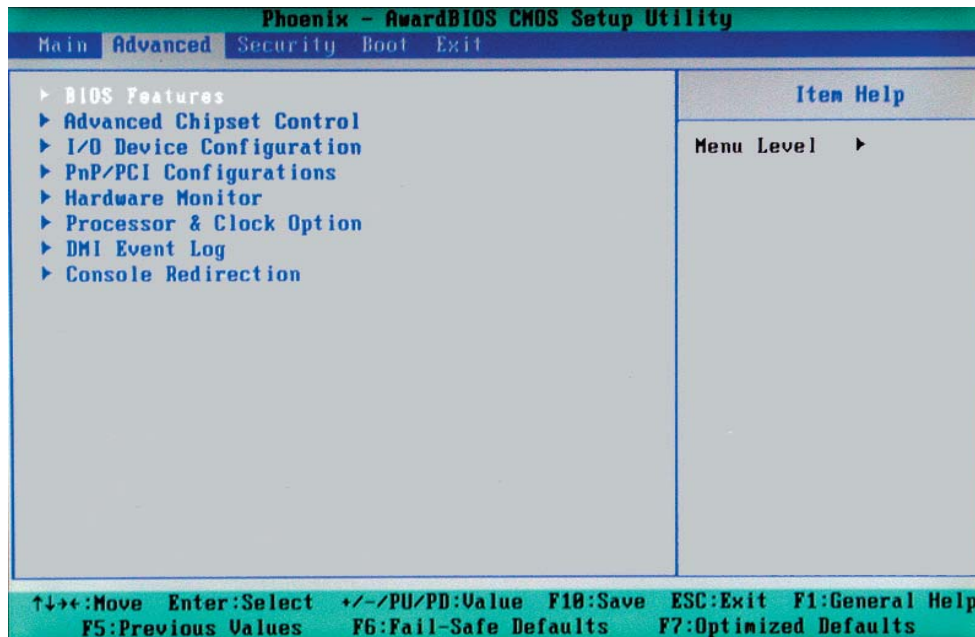 Phoenix - AwardBIOS CMOS Setup Utility
Main Advanced Security Boot Exit
▶ BIOS Features
▶ Advanced Chipset Control
▶ I/O Device Configuration
▶ PnP/PCI Configurations
▶ Hardware Monitor
▶ Processor & Clock Option
▶ DMI Event Log
▶ Console Redirection
Item Help
Menu Level ▶
↑↓→←:Move Enter:Select +/-/PU/PD:Value F10:Save ESC:Exit F1:General Help
F5:Previous Values F6:Fail-Safe Defaults F7:Optimized Defaults